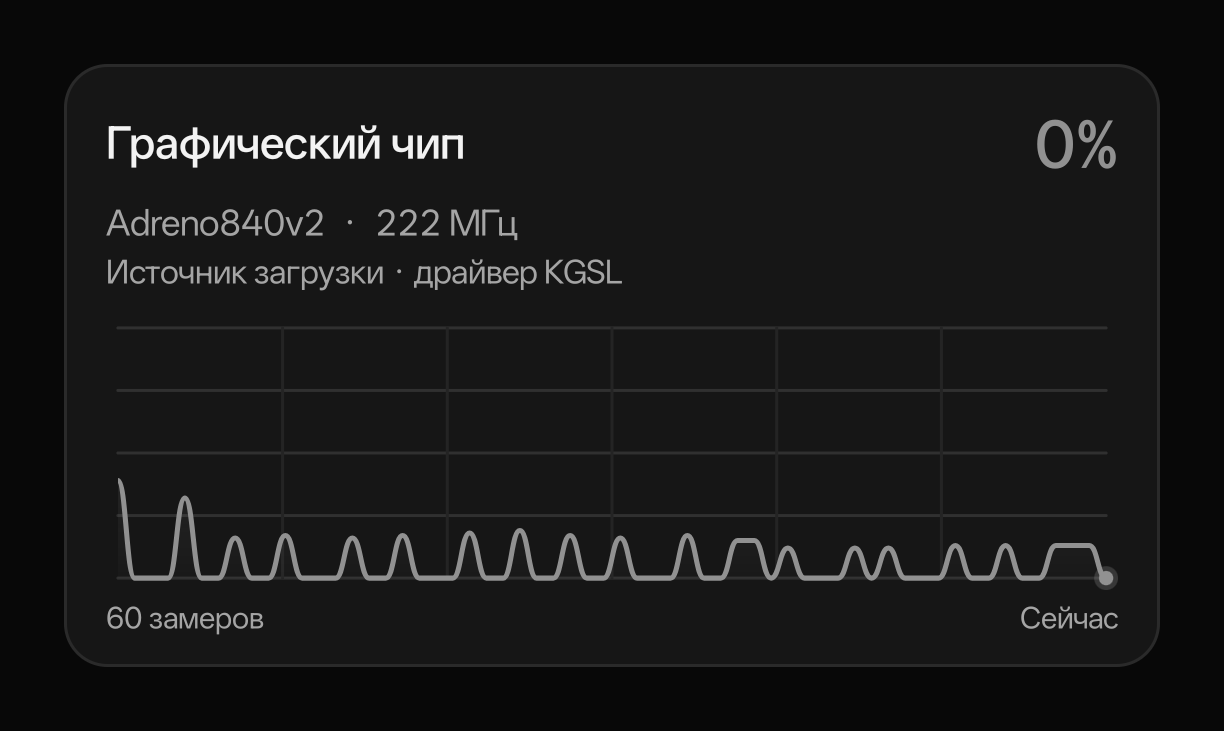 Графический чип
0%
Adreno840v2 · 222 МГц
Источник загрузки · драйвер KGSL
60 замеров
Сейчас